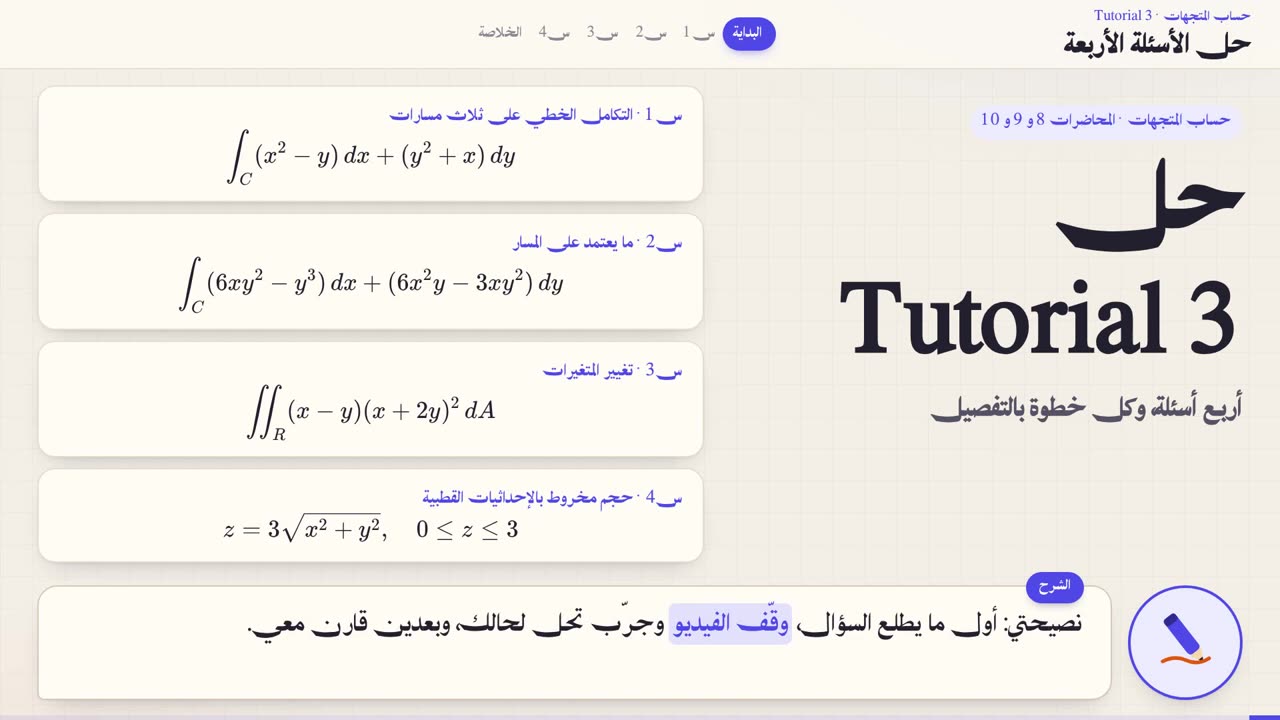 حساب المتجهات · Tutorial 3
حل الأسئلة الأربعة
البداية س1 س2 س3 س4 الخلاصة
حساب المتجهات · المحاضرات 8 و 9 و 10
حل
Tutorial 3
أربع أسئلة، وكل خطوة بالتفصيل
س1 · التكامل الخطي على ثلاث مسارات
∫_C (x² − y) dx + (y² + x) dy
س2 · ما يعتمد على المسار
∫_C (6xy² − y³) dx + (6x²y − 3xy²) dy
س3 · تغيير المتغيرات
∬_R (x − y)(x + 2y)² dA
س4 · حجم مخروط بالإحداثيات القطبية
z = 3√(x² + y²), 0 ≤ z ≤ 3
الشرح
نصيحتي: أول ما يطلع السؤال، وقّف الفيديو وجرّب تحل لحالك، وبعدين قارن معي.